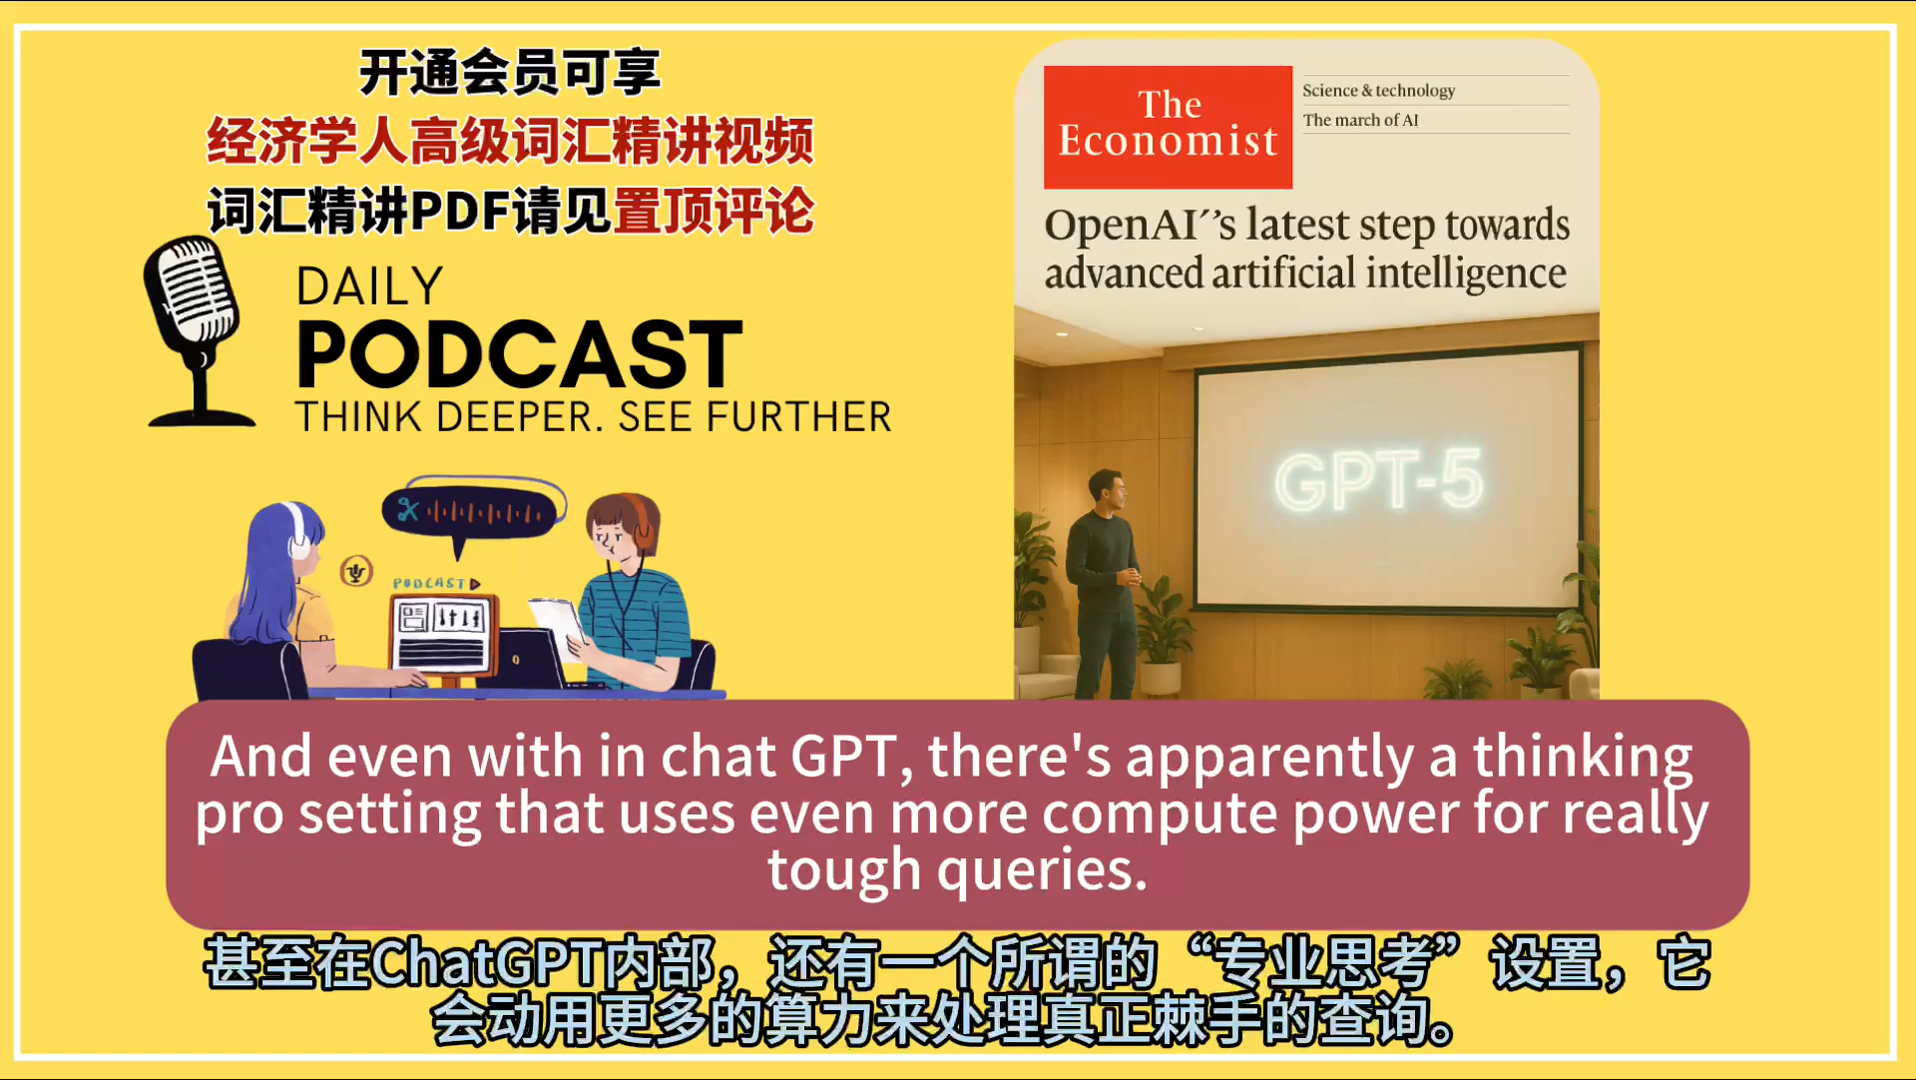 开通会员可享
经济学人高级词汇精讲视频
词汇精讲PDF请见置顶评论
DAILY
PODCAST
THINK DEEPER. SEE FURTHER
PODCAST
The
Economist
Science & technology
The march of AI
OpenAI´’s latest step towards
advanced artificial intelligence
GPT-5
And even with in chat GPT, there's apparently a thinking
pro setting that uses even more compute power for really
tough queries.
甚至在ChatGPT内部，还有一个所谓的“专业思考”设置，它
会动用更多的算力来处理真正棘手的查询。